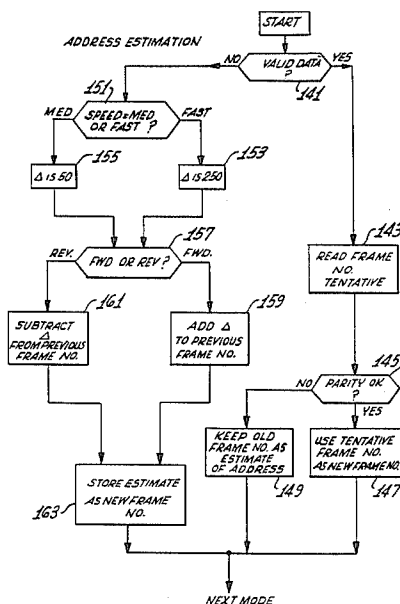 START
ADDRESS ESTIMATION
NO
VALID DATA
?
YES
141
151
MED
SPEED=MED
OR FAST ?
FAST
155
Δ IS 50
153
Δ IS 250
157
REV.
FWD OR REV ?
FWD.
143
READ FRAME
NO.
TENTATIVE
161
SUBTRACT
Δ
FROM PREVIOUS
FRAME NO.
159
ADD Δ
TO PREVIOUS
FRAME NO.
145
NO
PARITY OK
?
YES
KEEP OLD
FRAME NO. AS
ESTIMATE
OF ADDRESS
149
USE TENTATIVE
FRAME NO.
AS NEW FRAME NO.
147
STORE ESTIMATE
AS NEW FRAME
NO.
163
NEXT MODE